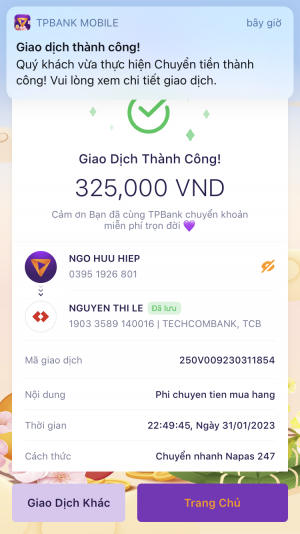 TPBANK MOBILE
bây giờ
Giao dịch thành công!
Quý khách vừa thực hiện Chuyển tiền thành
công! Vui lòng xem chi tiết giao dịch.
Giao Dịch Thành Công!
325,000 VND
Cảm ơn Bạn đã cùng TPBank chuyển khoản
miễn phí trọn đời 💜
NGO HUU HIEP
0395 1926 801
NGUYEN THI LE Đã lưu
1903 3589 140016 | TECHCOMBANK, TCB
Mã giao dịch 250V009230311854
Nội dung Phi chuyen tien mua hang
Thời gian 22:49:45, Ngày 31/01/2023
Cách thức Chuyển nhanh Napas 247
Giao Dịch Khác
Trang Chủ